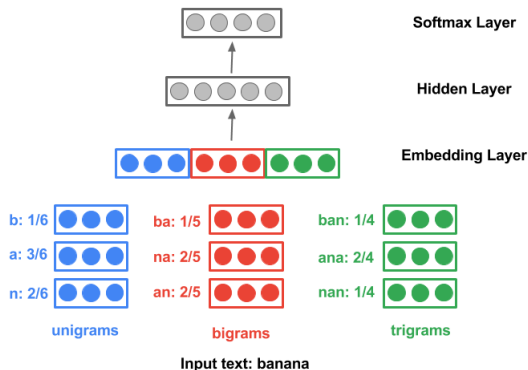 Softmax Layer
Hidden Layer
Embedding Layer
b: 1/6
ba: 1/5
ban: 1/4
a: 3/6
na: 2/5
ana: 2/4
n: 2/6
an: 2/5
nan: 1/4
unigrams
bigrams
trigrams
Input text: banana